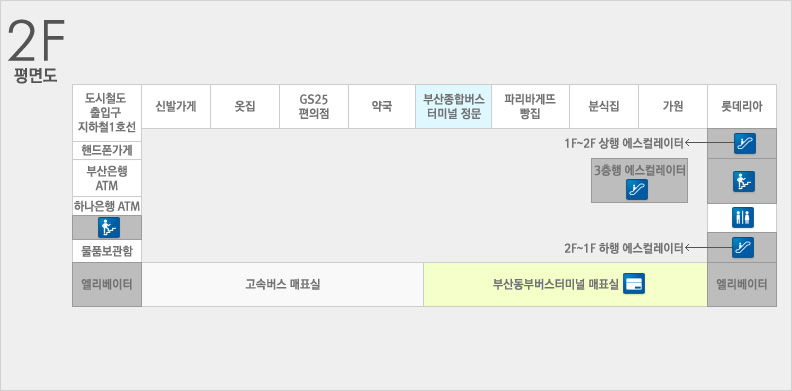 2F
평면도
도시철도
출입구
지하철1호선
신발가게
옷집
GS25
편의점
약국
부산종합버스
터미널 정문
파리바게뜨
빵집
분식집
가원
롯데리아
핸드폰가게
1F~2F 상행 에스컬레이터
부산은행
ATM
3층행 에스컬레이터
하나은행 ATM
물품보관함
2F~1F 하행 에스컬레이터
엘리베이터
고속버스 매표실
부산동부버스터미널 매표실
엘리베이터